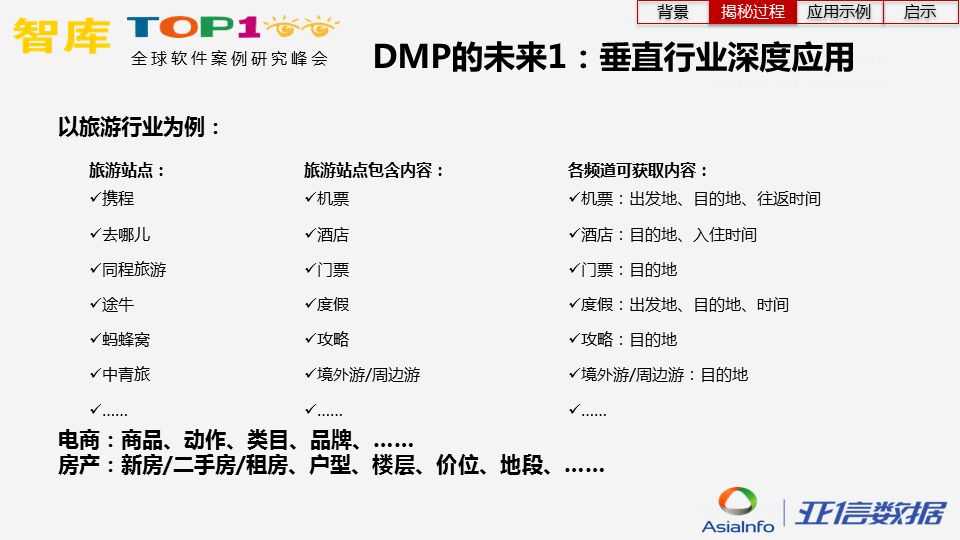 背景 揭秘过程 应用示例 启示
智库 TOP1
全球软件案例研究峰会
DMP的未来1：垂直行业深度应用
以旅游行业为例：
旅游站点： 旅游站点包含内容： 各频道可获取内容：
✓携程 ✓机票 ✓机票：出发地、目的地、往返时间
✓去哪儿 ✓酒店 ✓酒店：目的地、入住时间
✓同程旅游 ✓门票 ✓门票：目的地
✓途牛 ✓度假 ✓度假：出发地、目的地、时间
✓蚂蜂窝 ✓攻略 ✓攻略：目的地
✓中青旅 ✓境外游/周边游 ✓境外游/周边游：目的地
✓…… ✓…… ✓……
电商：商品、动作、类目、品牌、……
房产：新房/二手房/租房、户型、楼层、价位、地段、……
AsiaInfo 亚信数据